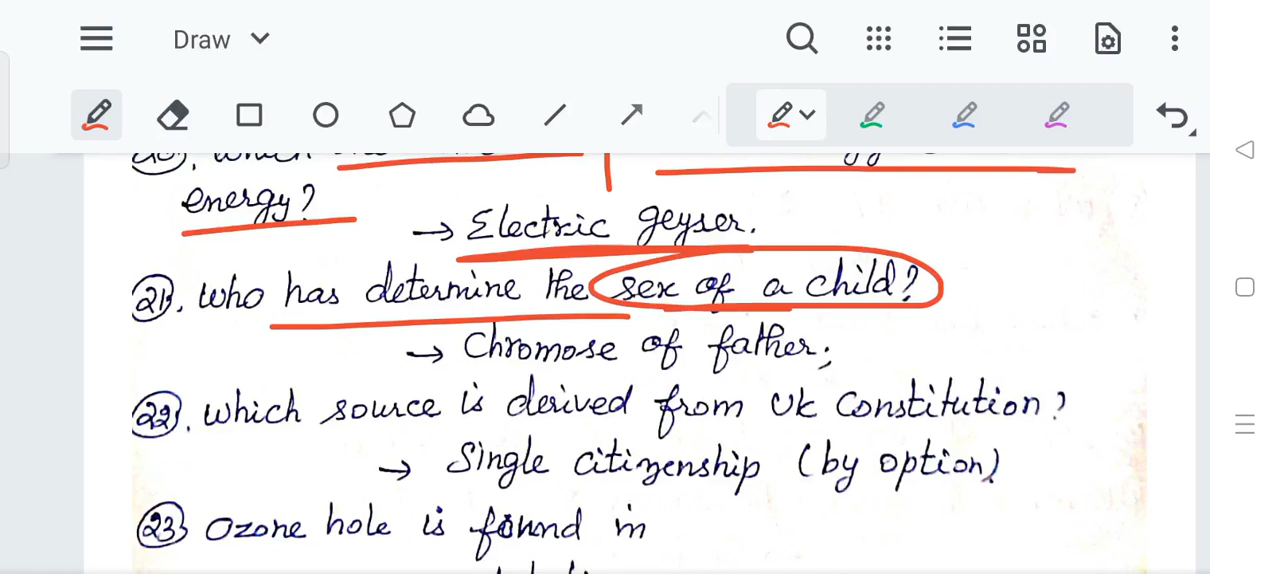 Draw
which
energy?
→ Electric geyser.
21). Who has determine the sex of a child?
→ Chromose of father;
22). Which source is derived from UK Constitution?
→ Single citizenship (by option)
23) Ozone hole is found in